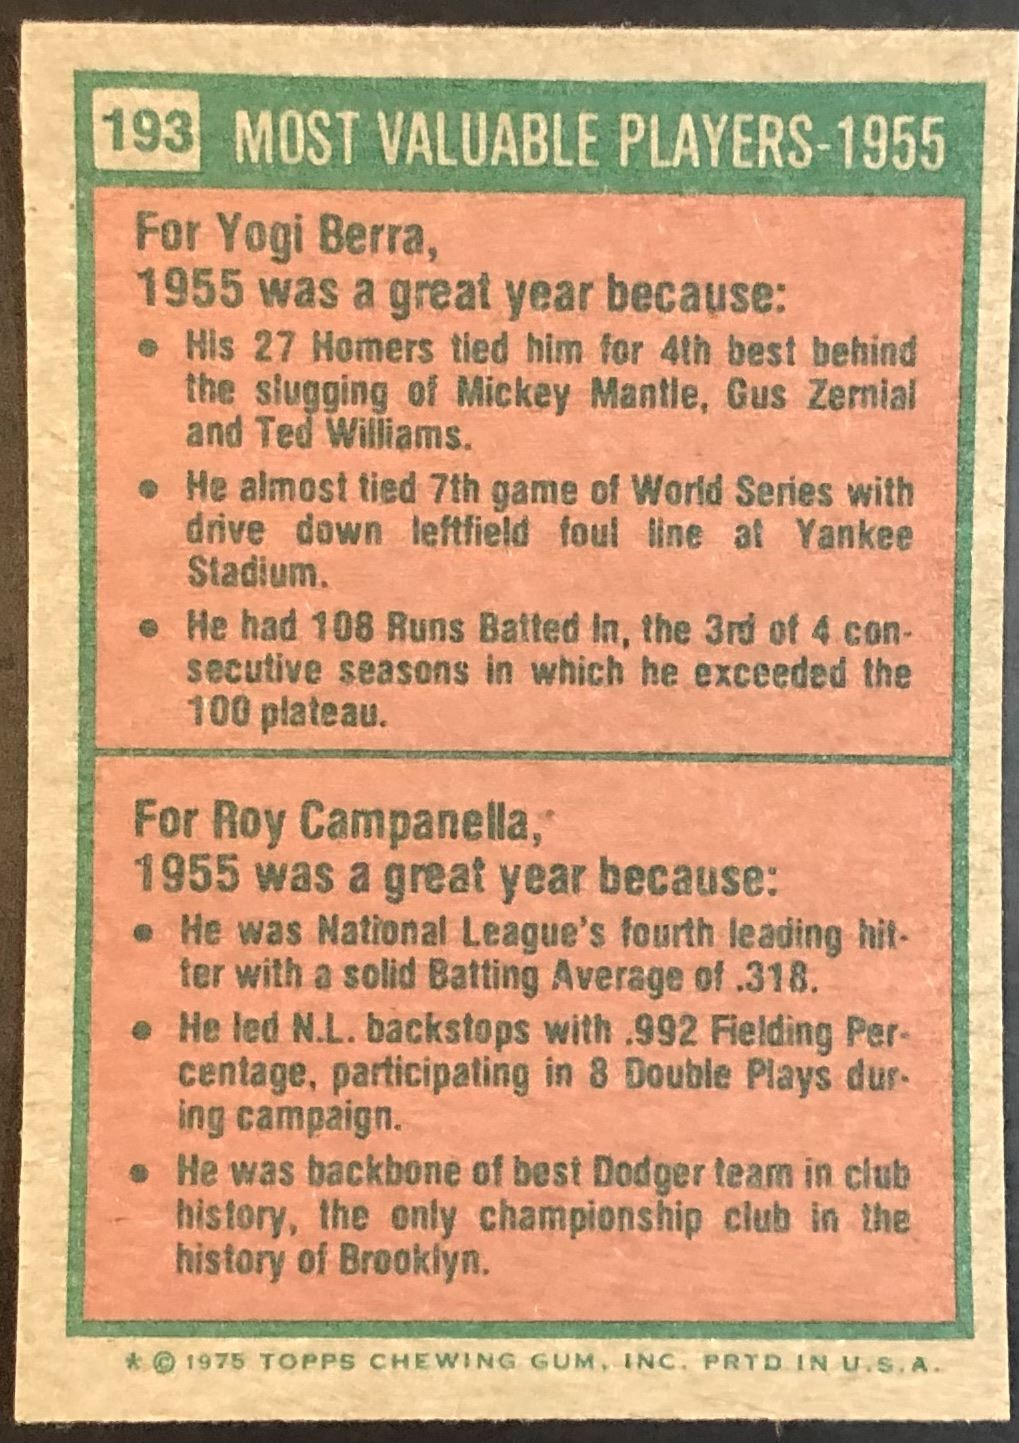 193 MOST VALUABLE PLAYERS-1955
For Yogi Berra,
1955 was a great year because:
• His 27 Homers tied him for 4th best behind
the slugging of Mickey Mantle, Gus Zernial
and Ted Williams.
• He almost tied 7th game of World Series with
drive down leftfield foul line at Yankee
Stadium.
• He had 108 Runs Batted In, the 3rd of 4 con-
secutive seasons in which he exceeded the
100 plateau.
For Roy Campanella,
1955 was a great year because:
• He was National League's fourth leading hit-
ter with a solid Batting Average of .318.
• He led N.L. backstops with .992 Fielding Per-
centage, participating in 8 Double Plays dur-
ing campaign.
• He was backbone of best Dodger team in club
history, the only championship club in the
history of Brooklyn.
* © 1975 TOPPS CHEWING GUM, INC. PRTD IN U.S.A.